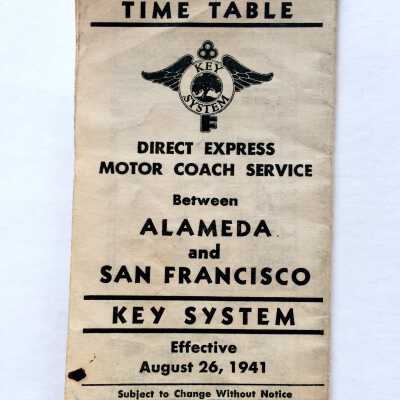 TIME TABLE
KEY
SYSTEM
DIRECT EXPRESS
MOTOR COACH SERVICE
Between
ALAMEDA
and
SAN FRANCISCO
KEY SYSTEM
Effective
August 26, 1941
Subject to Change Without Notice